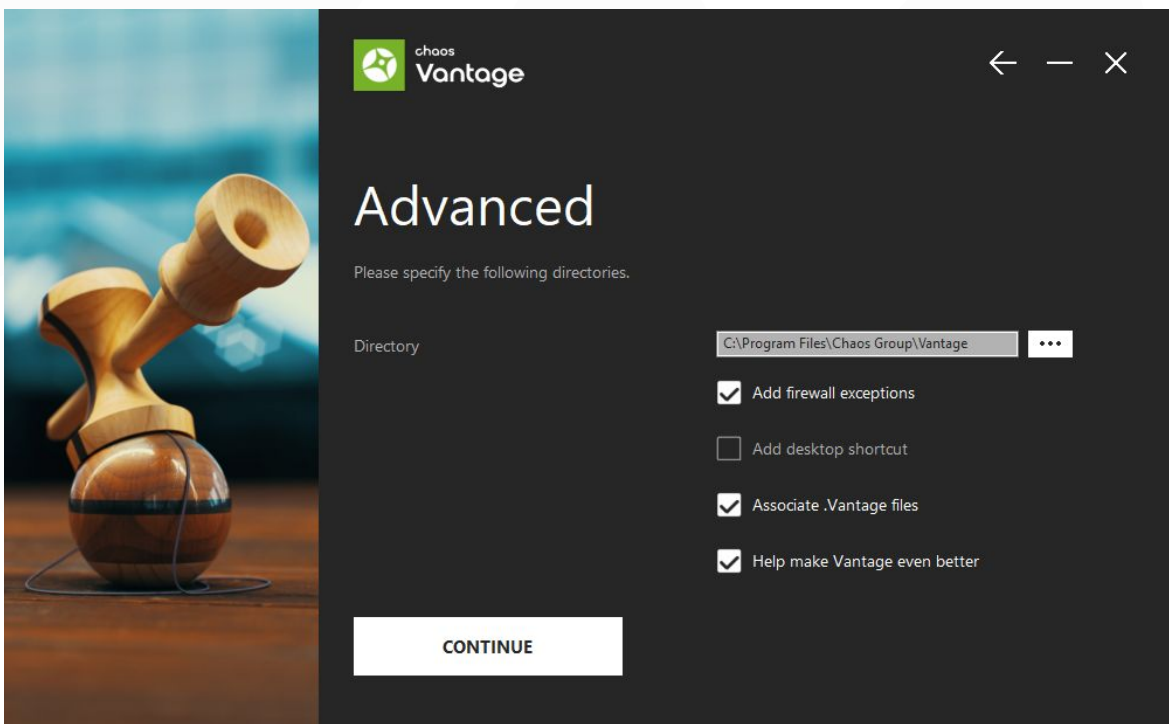 chaos
Vantage
Advanced
Please specify the following directories.
Directory
C:\Program Files\Chaos Group\Vantage
Add firewall exceptions
Add desktop shortcut
Associate .Vantage files
Help make Vantage even better
CONTINUE